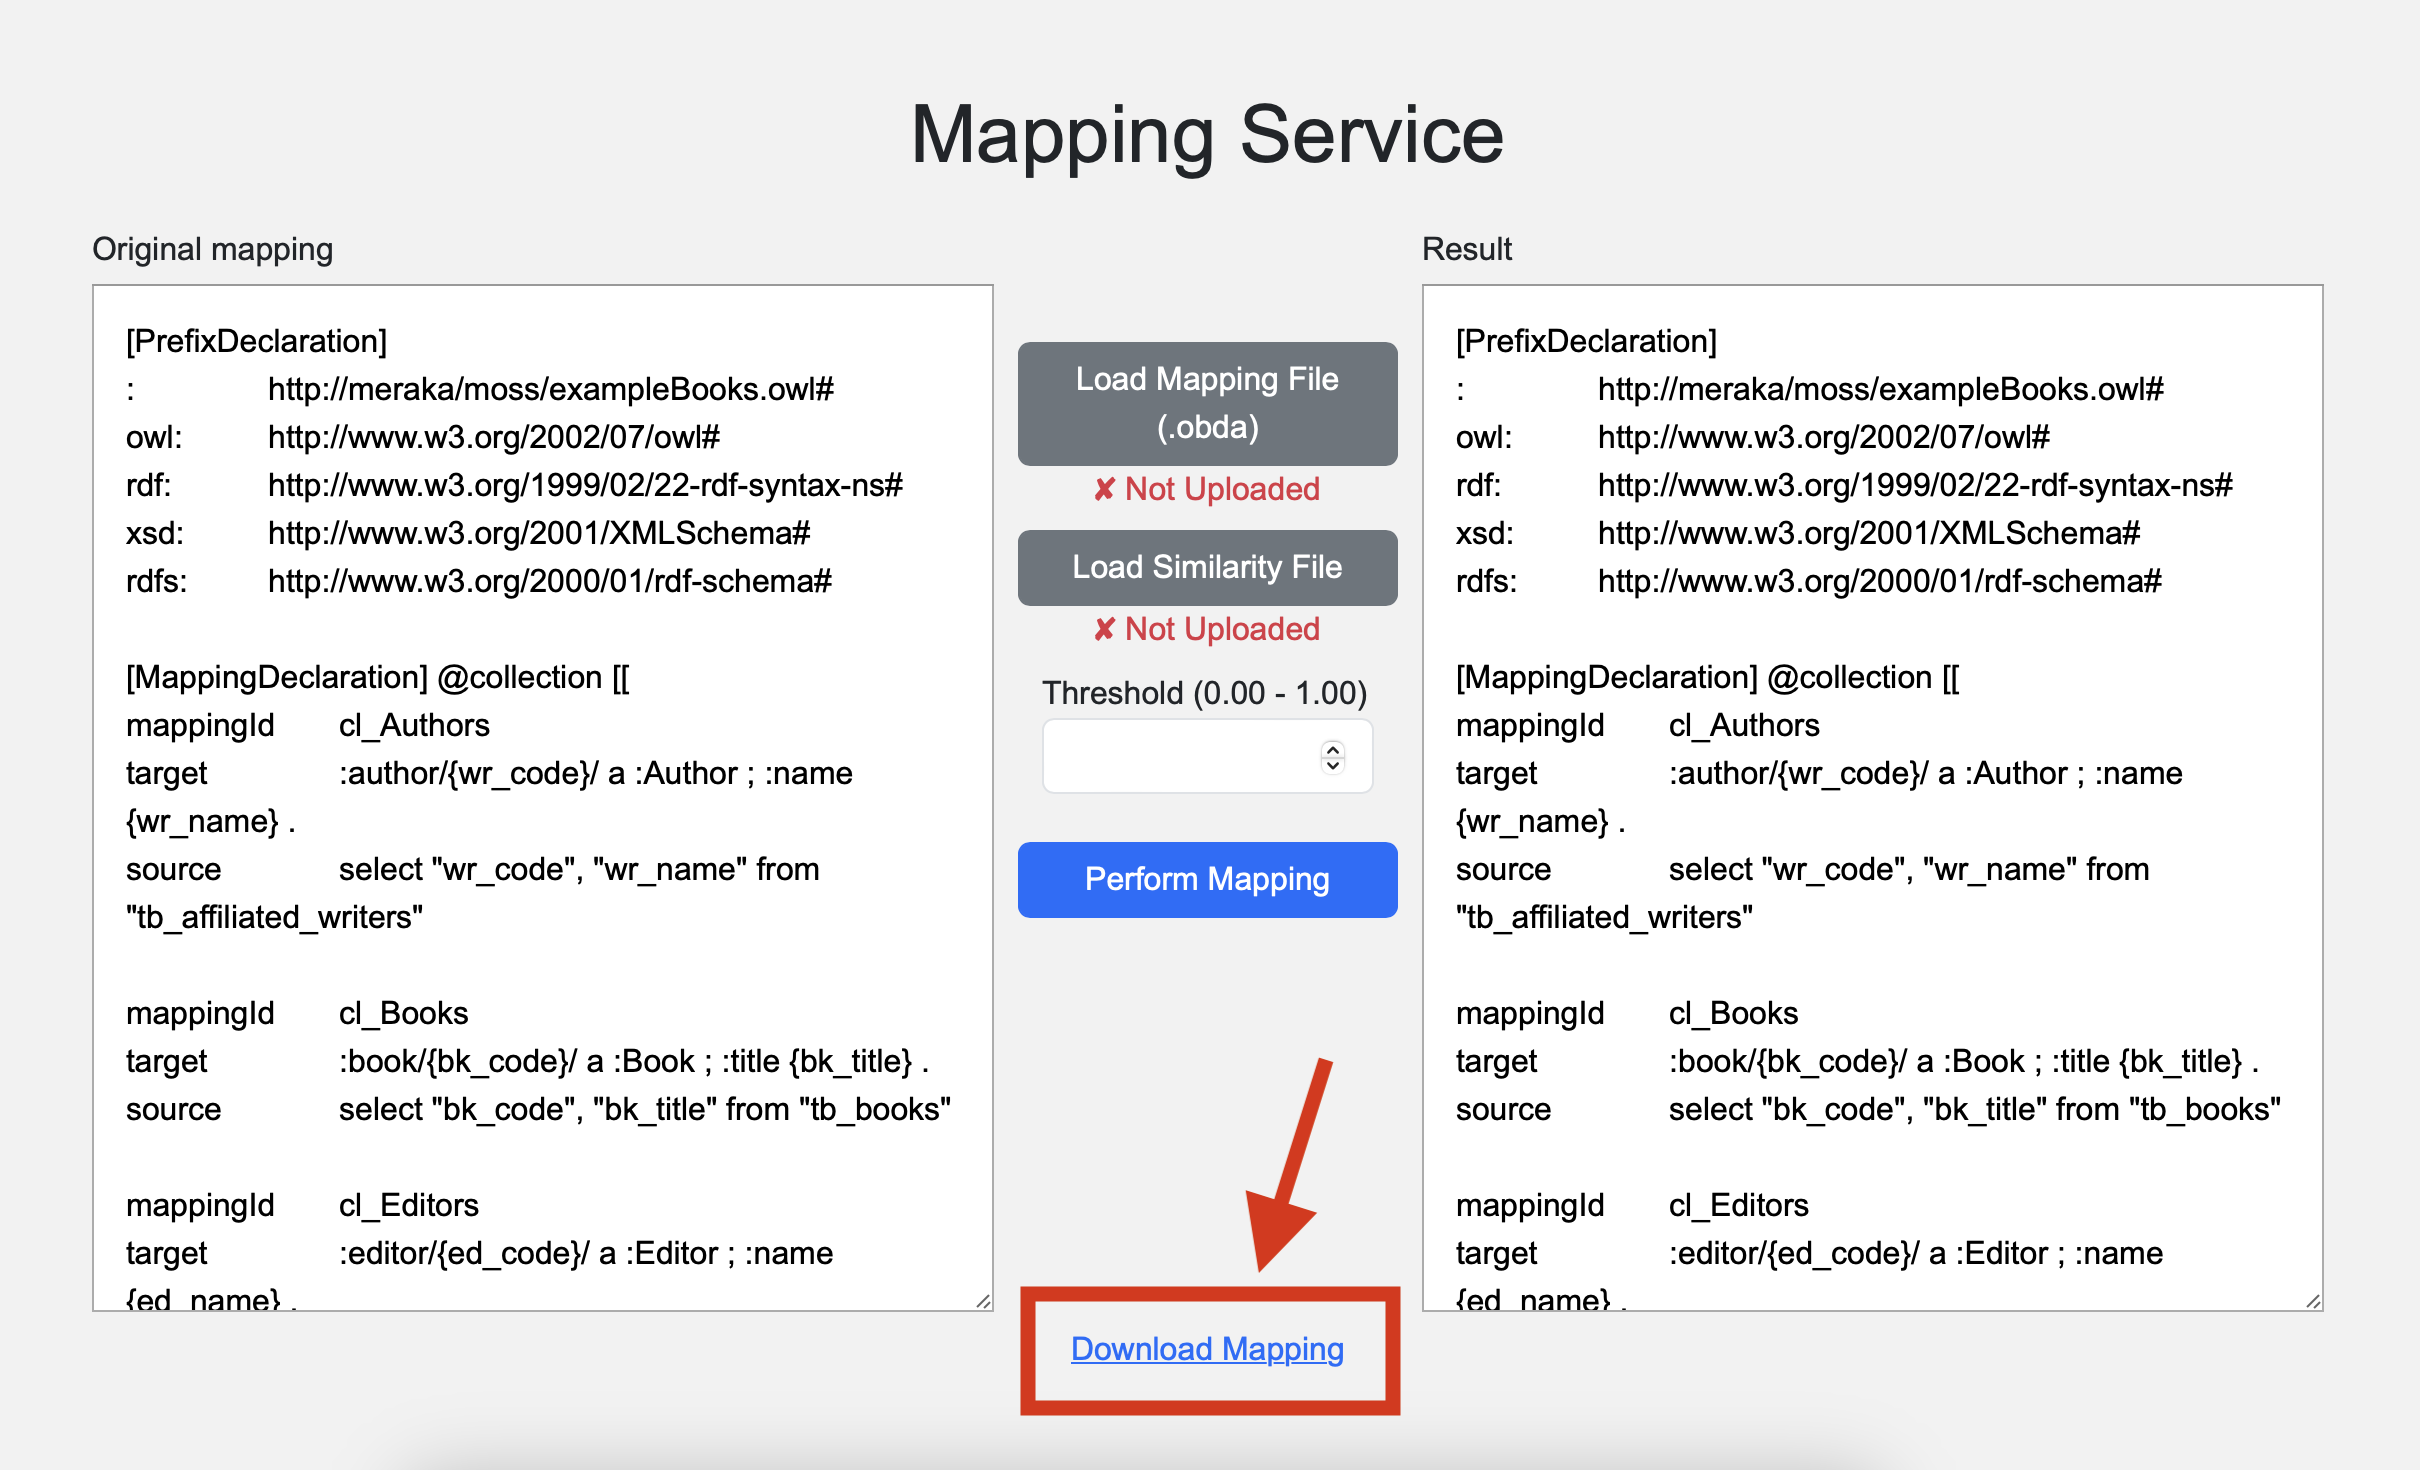 Mapping Service
Original mapping
[PrefixDeclaration]
: http://meraka/moss/exampleBooks.owl#
owl: http://www.w3.org/2002/07/owl#
rdf: http://www.w3.org/1999/02/22-rdf-syntax-ns#
xsd: http://www.w3.org/2001/XMLSchema#
rdfs: http://www.w3.org/2000/01/rdf-schema#
[MappingDeclaration] @collection [[
mappingId cl_Authors
target :author/{wr_code}/ a :Author ; :name
{wr_name} .
source select "wr_code", "wr_name" from
"tb_affiliated_writers"
mappingId cl_Books
target :book/{bk_code}/ a :Book ; :title {bk_title} .
source select "bk_code", "bk_title" from "tb_books"
mappingId cl_Editors
target :editor/{ed_code}/ a :Editor ; :name
{ed_name} .
Load Mapping File
(.obda)
✘ Not Uploaded
Load Similarity File
✘ Not Uploaded
Threshold (0.00 - 1.00)
Perform Mapping
Download Mapping
Result
[PrefixDeclaration]
: http://meraka/moss/exampleBooks.owl#
owl: http://www.w3.org/2002/07/owl#
rdf: http://www.w3.org/1999/02/22-rdf-syntax-ns#
xsd: http://www.w3.org/2001/XMLSchema#
rdfs: http://www.w3.org/2000/01/rdf-schema#
[MappingDeclaration] @collection [[
mappingId cl_Authors
target :author/{wr_code}/ a :Author ; :name
{wr_name} .
source select "wr_code", "wr_name" from
"tb_affiliated_writers"
mappingId cl_Books
target :book/{bk_code}/ a :Book ; :title {bk_title} .
source select "bk_code", "bk_title" from "tb_books"
mappingId cl_Editors
target :editor/{ed_code}/ a :Editor ; :name
{ed_name} .